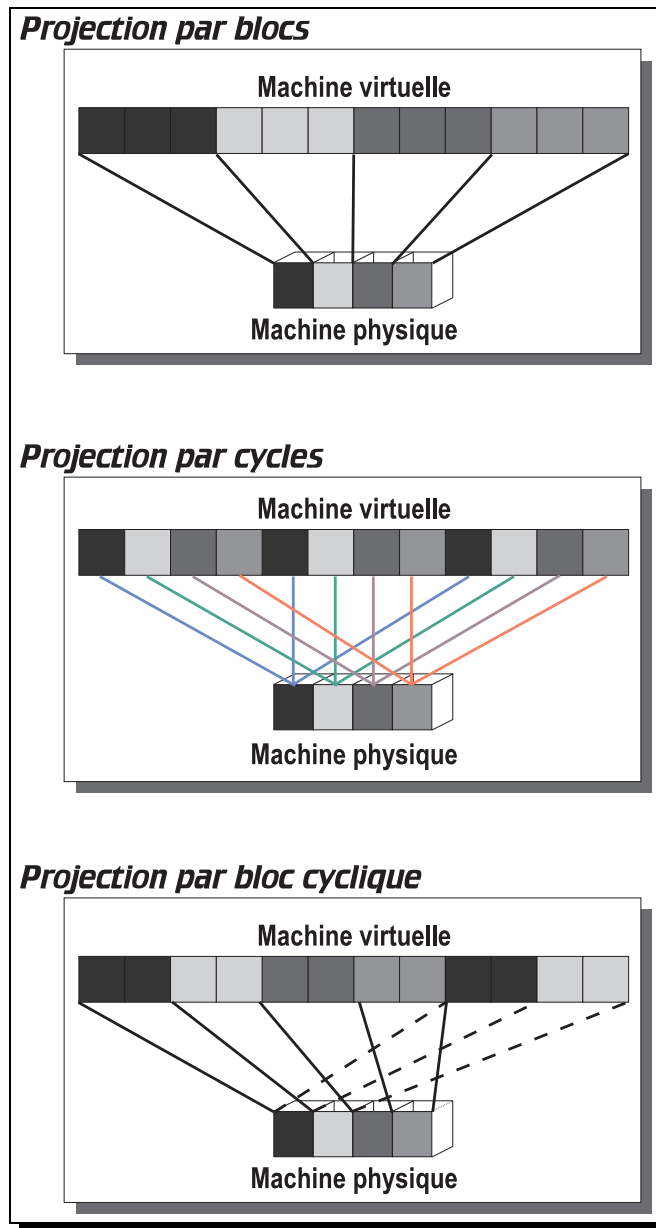 Projection par blocs
Machine virtuelle
Machine physique
Projection par cycles
Machine virtuelle
Machine physique
Projection par bloc cyclique
Machine virtuelle
Machine physique